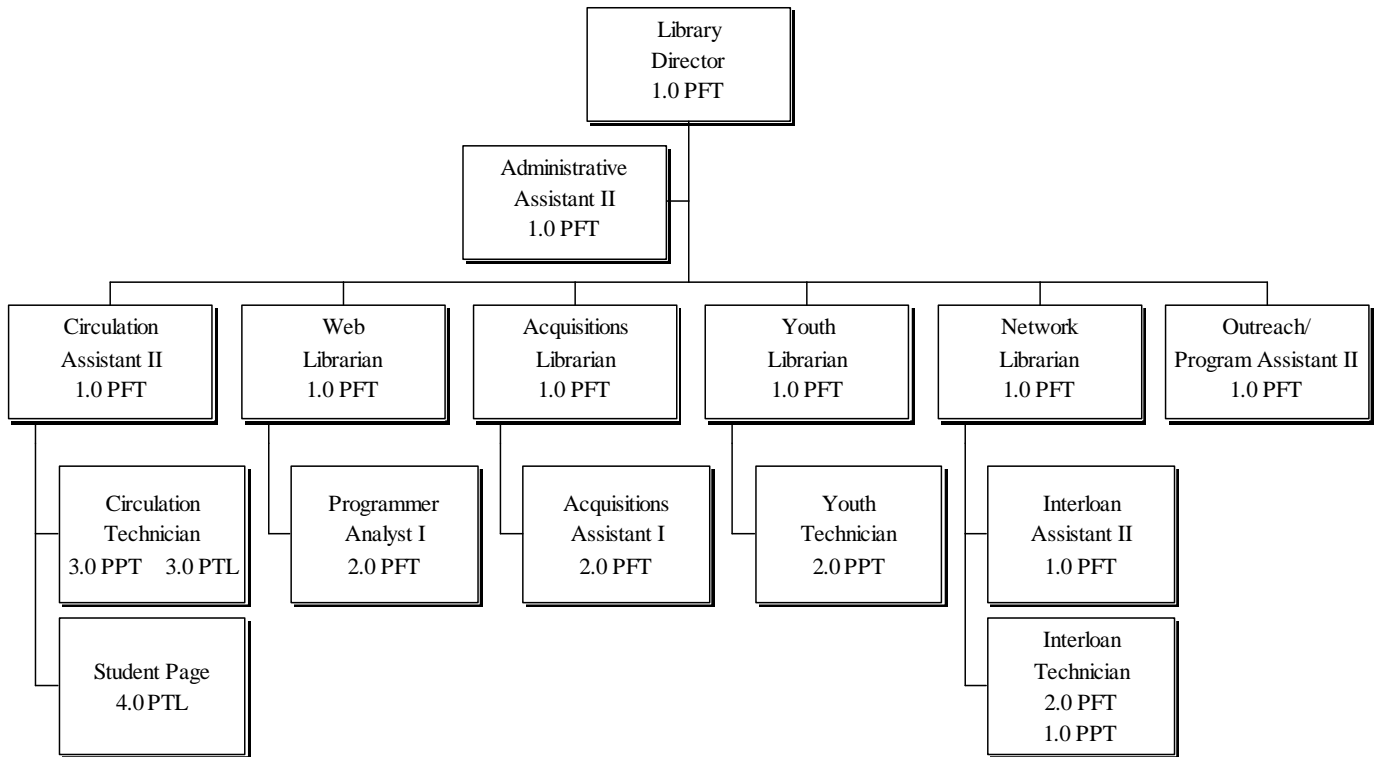 Library
Director
1.0 PFT
Administrative
Assistant II
1.0 PFT
Circulation
Assistant II
1.0 PFT
Web
Librarian
1.0 PFT
Acquisitions
Librarian
1.0 PFT
Youth
Librarian
1.0 PFT
Network
Librarian
1.0 PFT
Outreach/
Program Assistant II
1.0 PFT
Circulation
Technician
3.0 PPT 3.0 PTL
Programmer
Analyst I
2.0 PFT
Acquisitions
Assistant I
2.0 PFT
Youth
Technician
2.0 PPT
Interloan
Assistant II
1.0 PFT
Student Page
4.0 PTL
Interloan
Technician
2.0 PFT
1.0 PPT